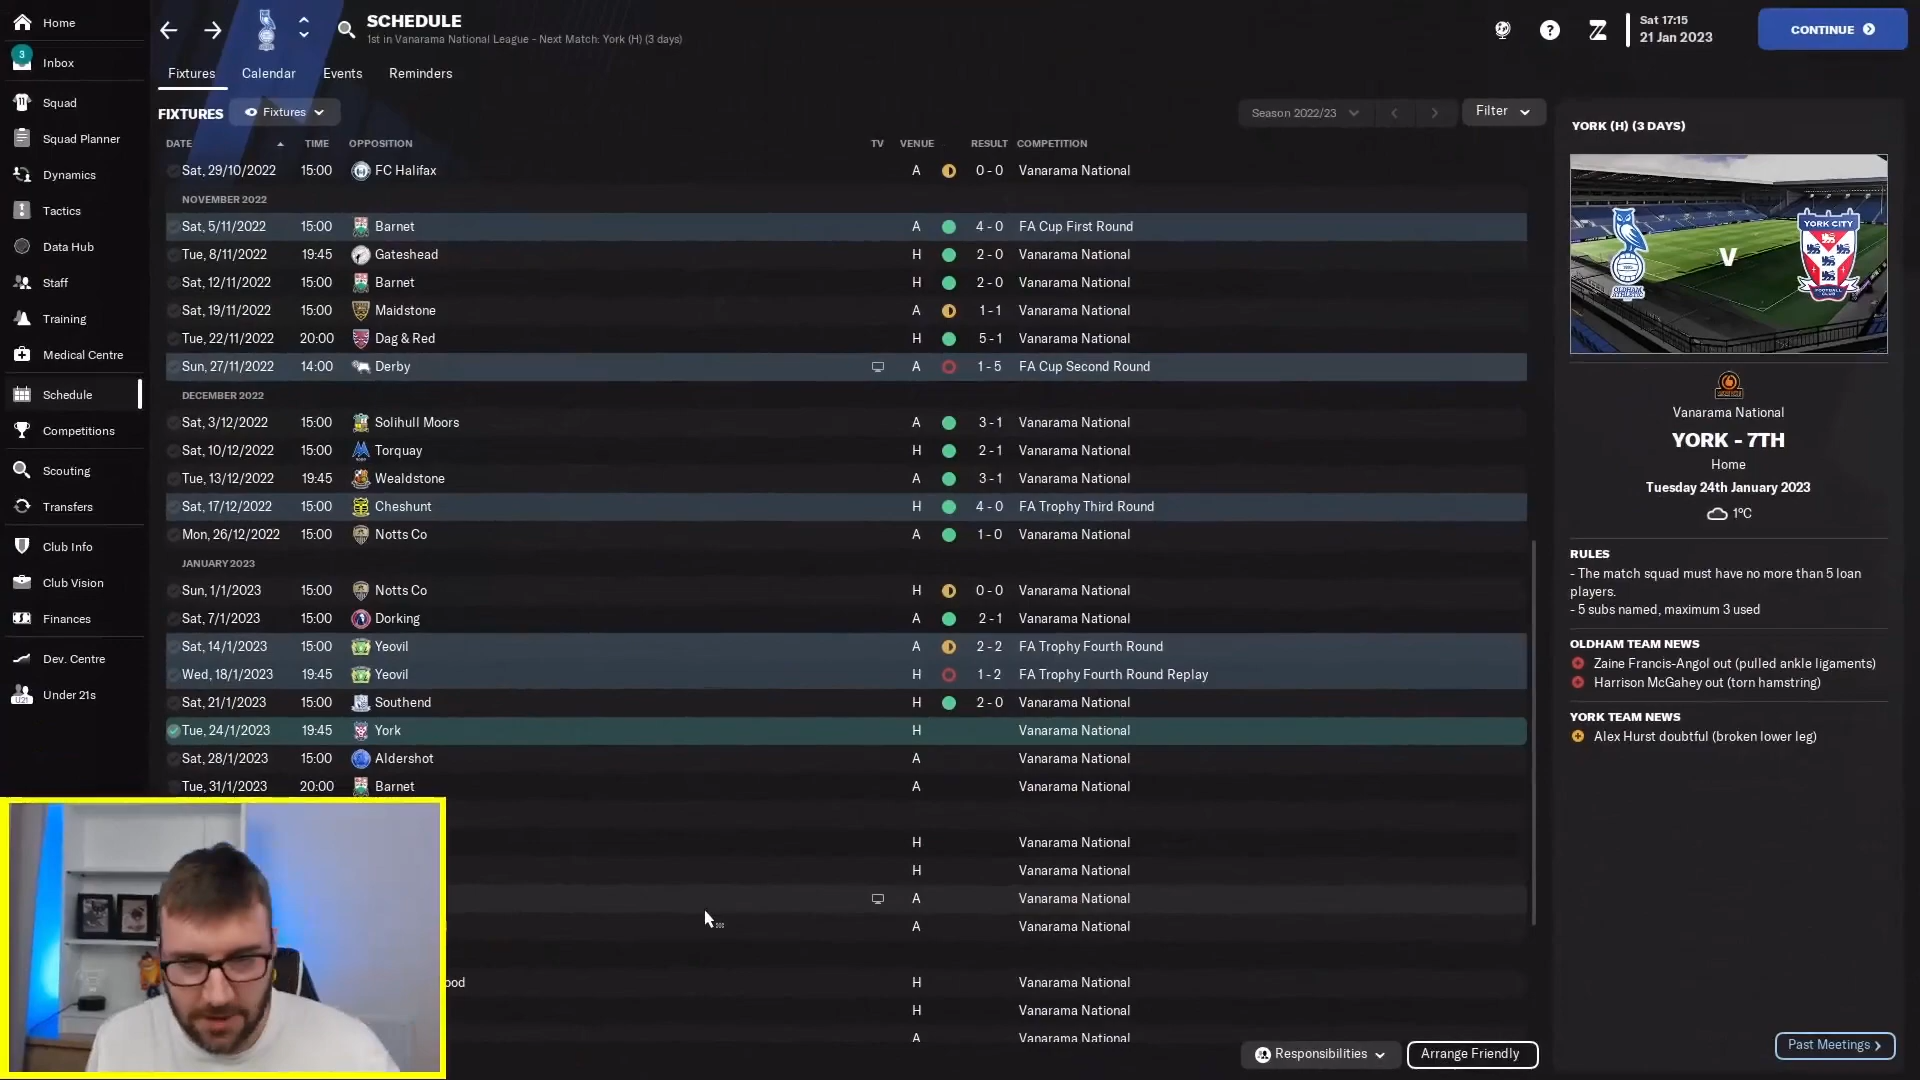 Home
3
Inbox
Squad
Squad Planner
Dynamics
Tactics
Data Hub
Staff
Training
Medical Centre
Schedule
Competitions
Scouting
Transfers
Club Info
Club Vision
Finances
Dev. Centre
Under 21s
SCHEDULE
1st in Vanarama National League - Next Match: York (H) (3 days)
Sat 17:15
21 Jan 2023
CONTINUE
Fixtures Calendar Events Reminders
FIXTURES Fixtures Season 2022/23 Filter
DATE TIME OPPOSITION TV VENUE RESULT COMPETITION
Sat, 29/10/2022 15:00 FC Halifax A 0 - 0 Vanarama National
NOVEMBER 2022
Sat, 5/11/2022 15:00 Barnet A 4 - 0 FA Cup First Round
Tue, 8/11/2022 19:45 Gateshead H 2 - 0 Vanarama National
Sat, 12/11/2022 15:00 Barnet H 2 - 0 Vanarama National
Sat, 19/11/2022 15:00 Maidstone A 1 - 1 Vanarama National
Tue, 22/11/2022 20:00 Dag & Red H 5 - 1 Vanarama National
Sun, 27/11/2022 14:00 Derby A 1 - 5 FA Cup Second Round
DECEMBER 2022
Sat, 3/12/2022 15:00 Solihull Moors A 3 - 1 Vanarama National
Sat, 10/12/2022 15:00 Torquay H 2 - 1 Vanarama National
Tue, 13/12/2022 19:45 Wealdstone A 3 - 1 Vanarama National
Sat, 17/12/2022 15:00 Cheshunt H 4 - 0 FA Trophy Third Round
Mon, 26/12/2022 15:00 Notts Co A 1 - 0 Vanarama National
JANUARY 2023
Sun, 1/1/2023 15:00 Notts Co H 0 - 0 Vanarama National
Sat, 7/1/2023 15:00 Dorking A 2 - 1 Vanarama National
Sat, 14/1/2023 15:00 Yeovil A 2 - 2 FA Trophy Fourth Round
Wed, 18/1/2023 19:45 Yeovil H 1 - 2 FA Trophy Fourth Round Replay
Sat, 21/1/2023 15:00 Southend H 2 - 0 Vanarama National
Tue, 24/1/2023 19:45 York H Vanarama National
Sat, 28/1/2023 15:00 Aldershot A Vanarama National
Tue, 31/1/2023 20:00 Barnet A Vanarama National
H Vanarama National
H Vanarama National
A Vanarama National
A Vanarama National
ood H Vanarama National
H Vanarama National
A Vanarama National
Responsibilities Arrange Friendly
YORK (H) (3 DAYS)
OLDHAM ATHLETIC
V
YORK CITY
FOOTBALL CLUB
Vanarama National
YORK - 7TH
Home
Tuesday 24th January 2023
1°C
RULES
- The match squad must have no more than 5 loan
players.
- 5 subs named, maximum 3 used
OLDHAM TEAM NEWS
Zaine Francis-Angol out (pulled ankle ligaments)
Harrison McGahey out (torn hamstring)
YORK TEAM NEWS
Alex Hurst doubtful (broken lower leg)
Past Meetings